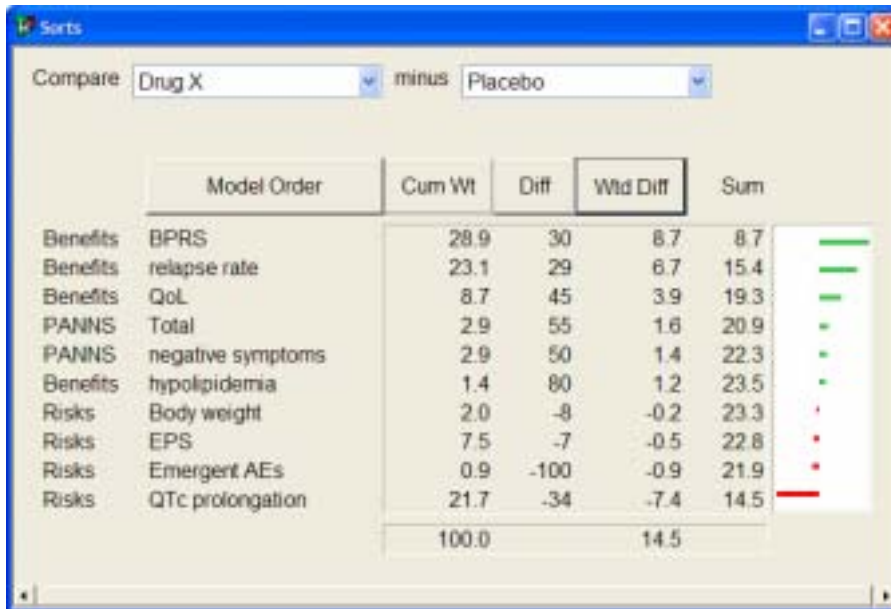 Sorts
Compare Drug X minus Placebo
Model Order Cum Wt Diff Wtd Diff Sum
Benefits BPRS 28.9 30 8.7 8.7
Benefits relapse rate 23.1 29 6.7 15.4
Benefits QoL 8.7 45 3.9 19.3
PANNS Total 2.9 55 1.6 20.9
PANNS negative symptoms 2.9 50 1.4 22.3
Benefits hypolipidemia 1.4 80 1.2 23.5
Risks Body weight 2.0 -8 -0.2 23.3
Risks EPS 7.5 -7 -0.5 22.8
Risks Emergent AEs 0.9 -100 -0.9 21.9
Risks QTc prolongation 21.7 -34 -7.4 14.5
100.0 14.5